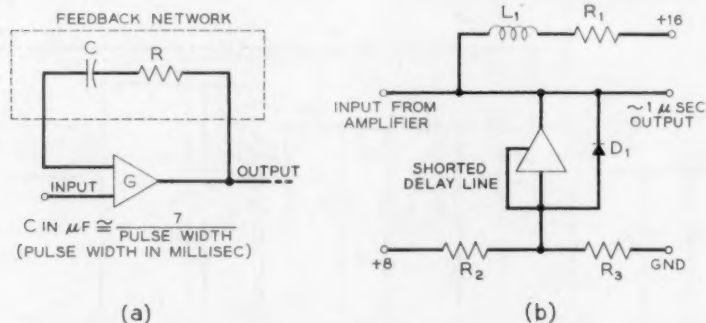 FEEDBACK NETWORK
C
R
G
INPUT
OUTPUT
C IN μF ≅ 7 / PULSE WIDTH
(PULSE WIDTH IN MILLISEC)
(a)
L₁
R₁
+16
INPUT FROM
AMPLIFIER
~1 μ SEC
OUTPUT
SHORTED
DELAY LINE
D₁
+8
R₂
R₃
GND
(b)